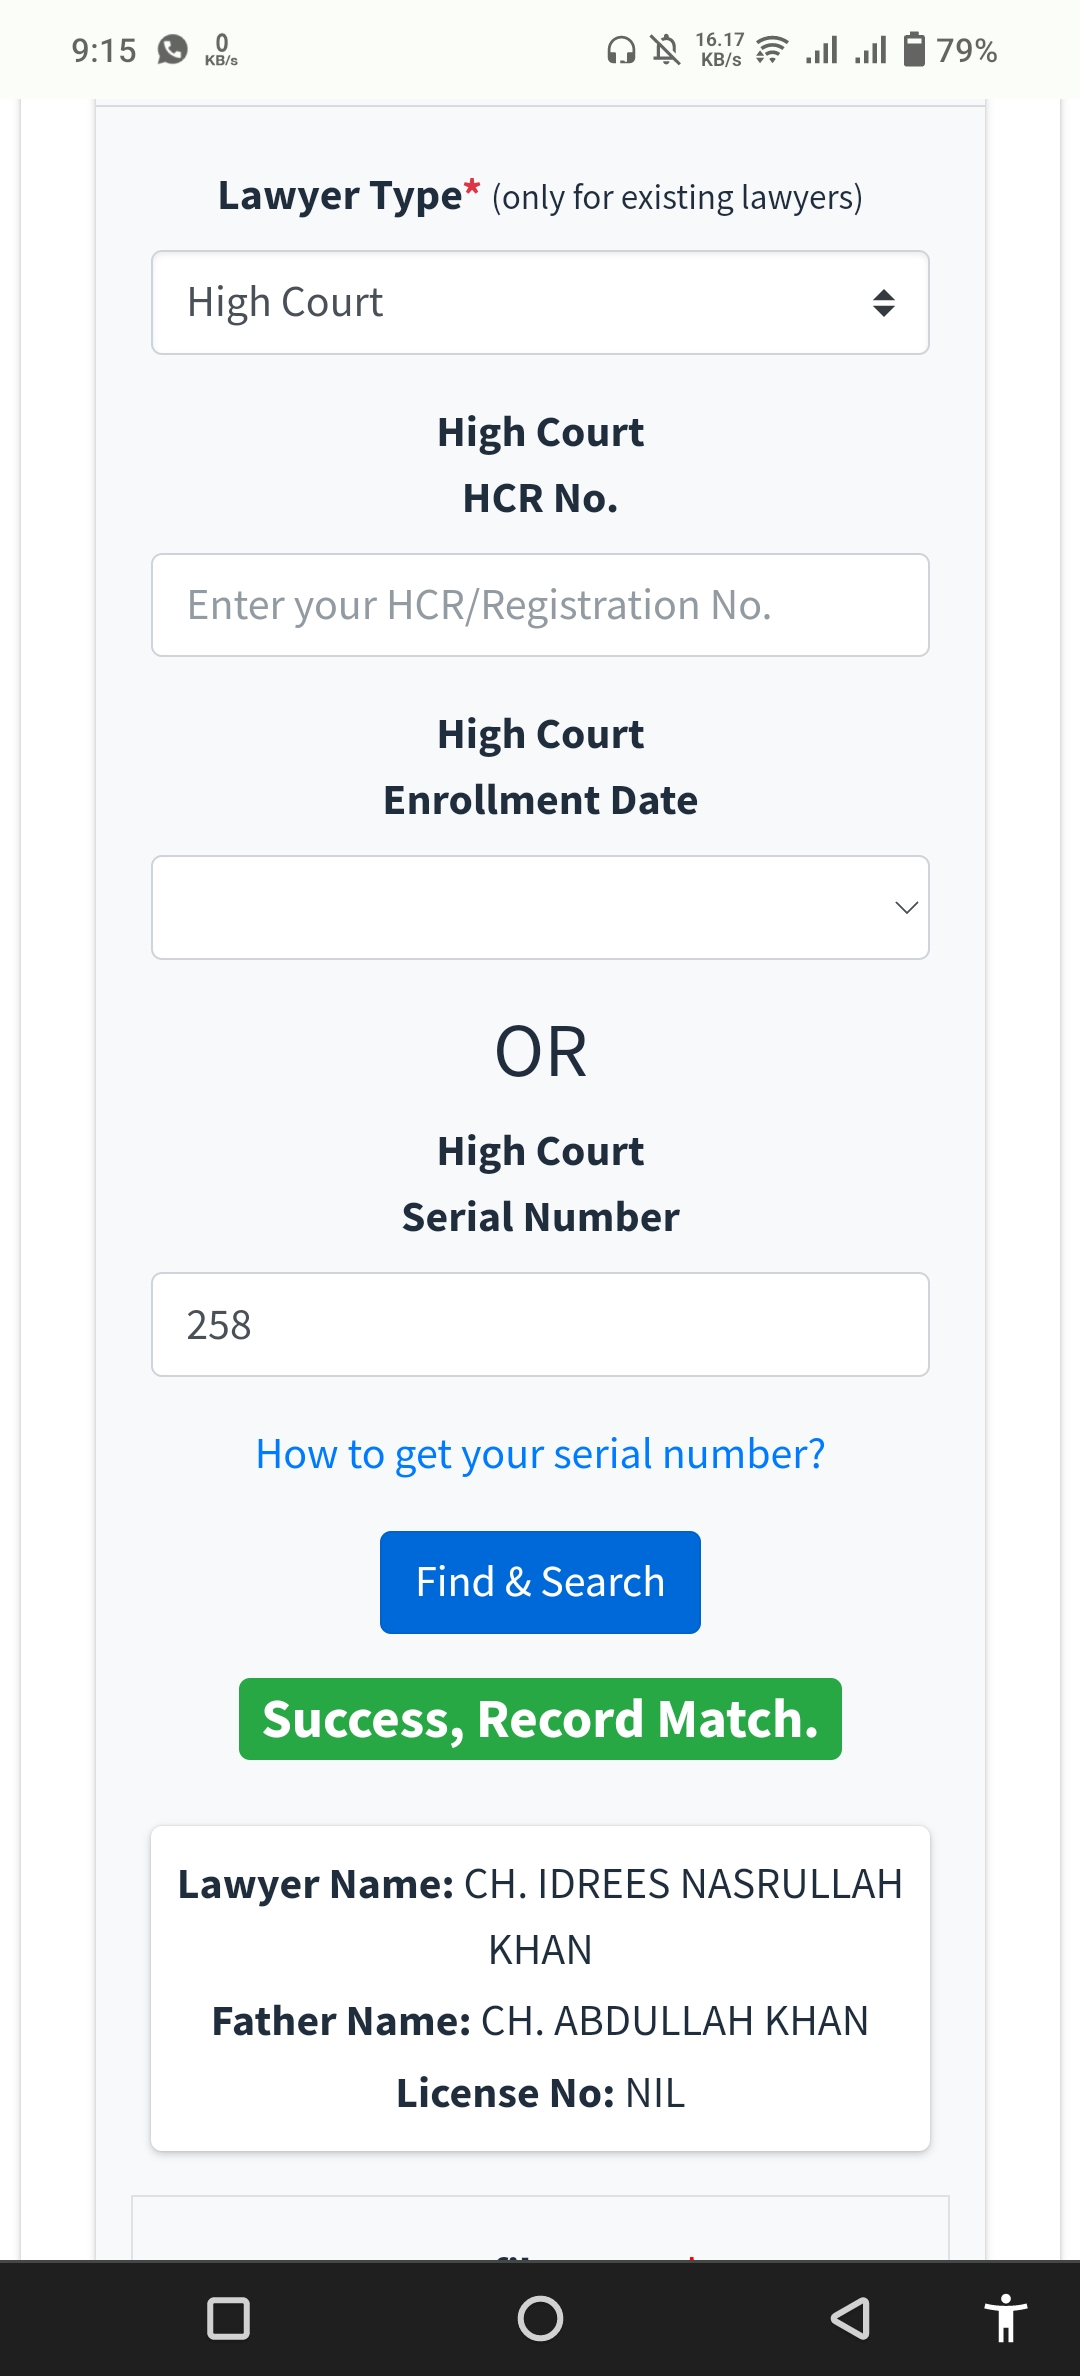 9:15 0 KB/s 16.17 KB/s 79%
Lawyer Type* (only for existing lawyers)
High Court
High Court
HCR No.
Enter your HCR/Registration No.
High Court
Enrollment Date
OR
High Court
Serial Number
258
How to get your serial number?
Find & Search
Success, Record Match.
Lawyer Name: CH. IDREES NASRULLAH
KHAN
Father Name: CH. ABDULLAH KHAN
License No: NIL